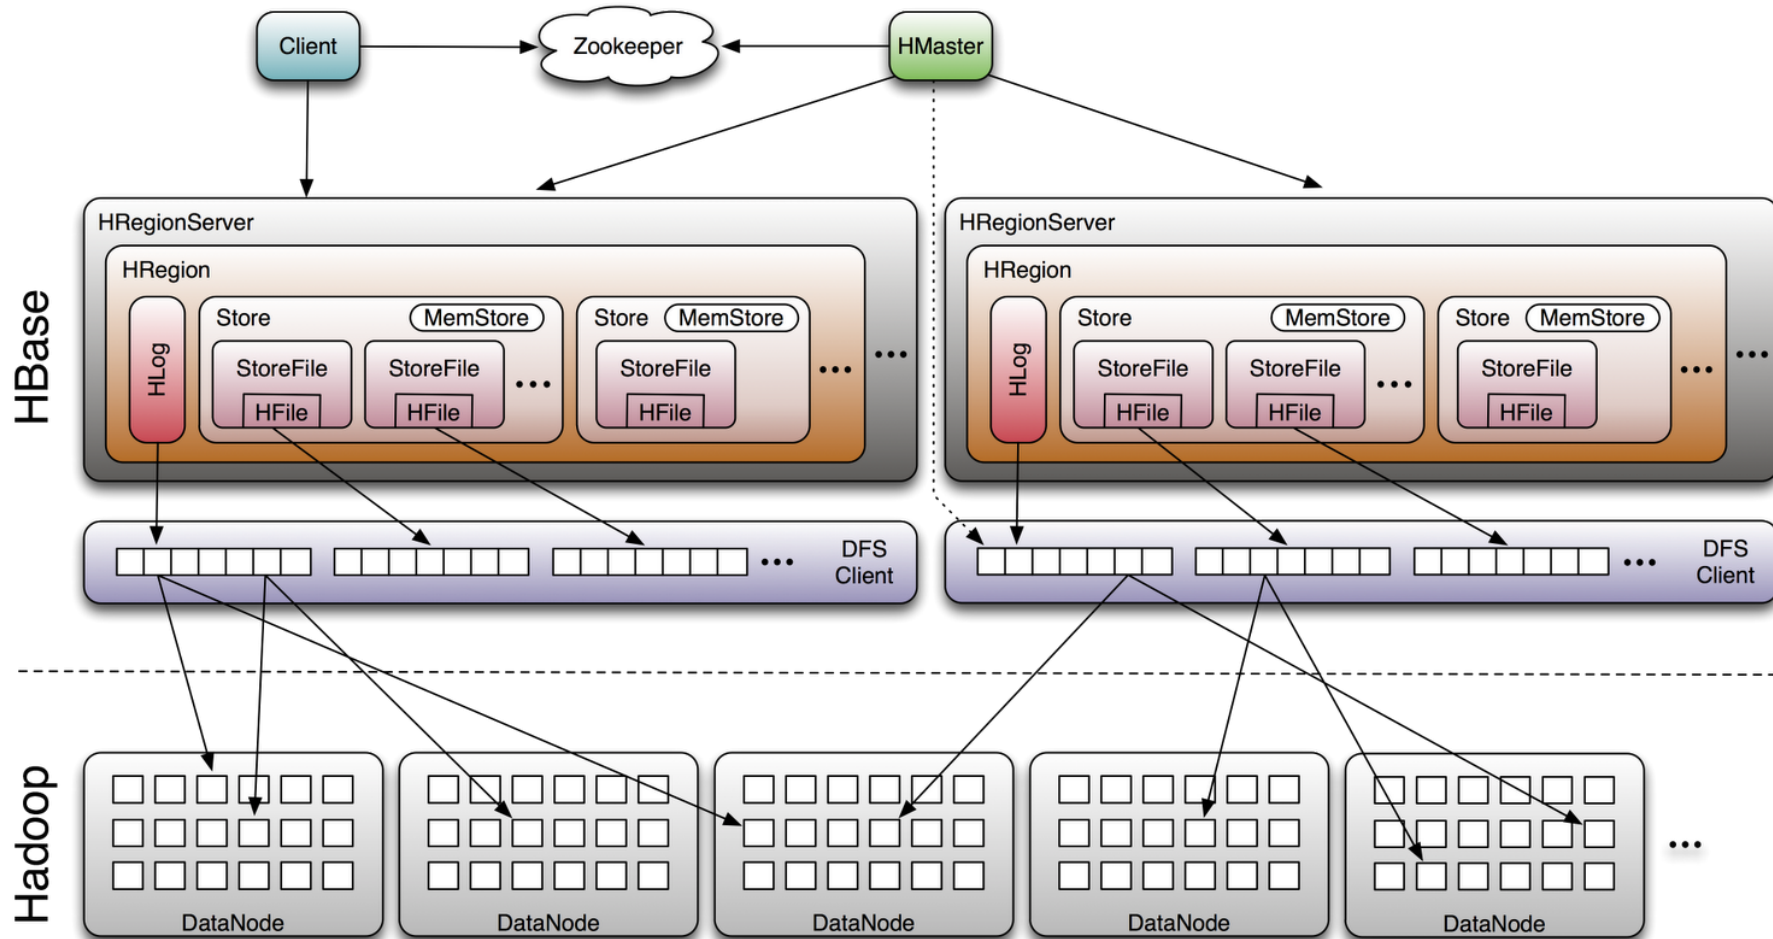 Client
Zookeeper
HMaster
HBase
HRegionServer
HRegion
HLog
Store
MemStore
StoreFile
HFile
StoreFile
HFile
...
Store
MemStore
StoreFile
HFile
...
...
HRegionServer
HRegion
HLog
Store
MemStore
StoreFile
HFile
StoreFile
HFile
...
Store
MemStore
StoreFile
HFile
...
...
...
DFS
Client
...
DFS
Client
Hadoop
DataNode
DataNode
DataNode
DataNode
DataNode
...